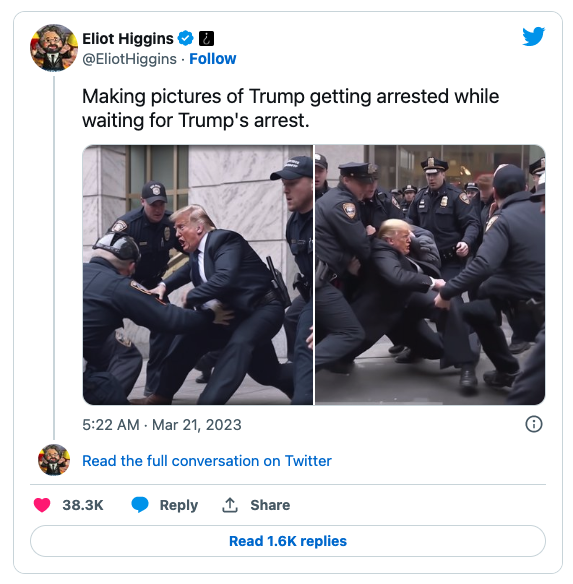 Eliot Higgins
@EliotHiggins · Follow
Making pictures of Trump getting arrested while
waiting for Trump's arrest.
5:22 AM · Mar 21, 2023
Read the full conversation on Twitter
38.3K Reply Share
Read 1.6K replies